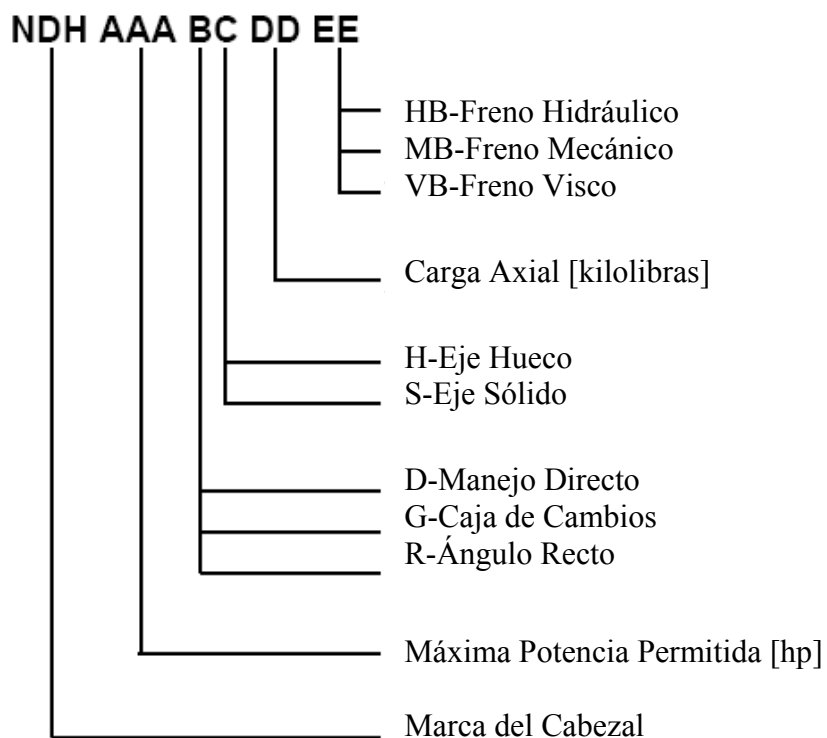 NDH AAA BC DD EE
HB-Freno Hidráulico
MB-Freno Mecánico
VB-Freno Visco
Carga Axial [kilolibras]
H-Eje Hueco
S-Eje Sólido
D-Manejo Directo
G-Caja de Cambios
R-Ángulo Recto
Máxima Potencia Permitida [hp]
Marca del Cabezal